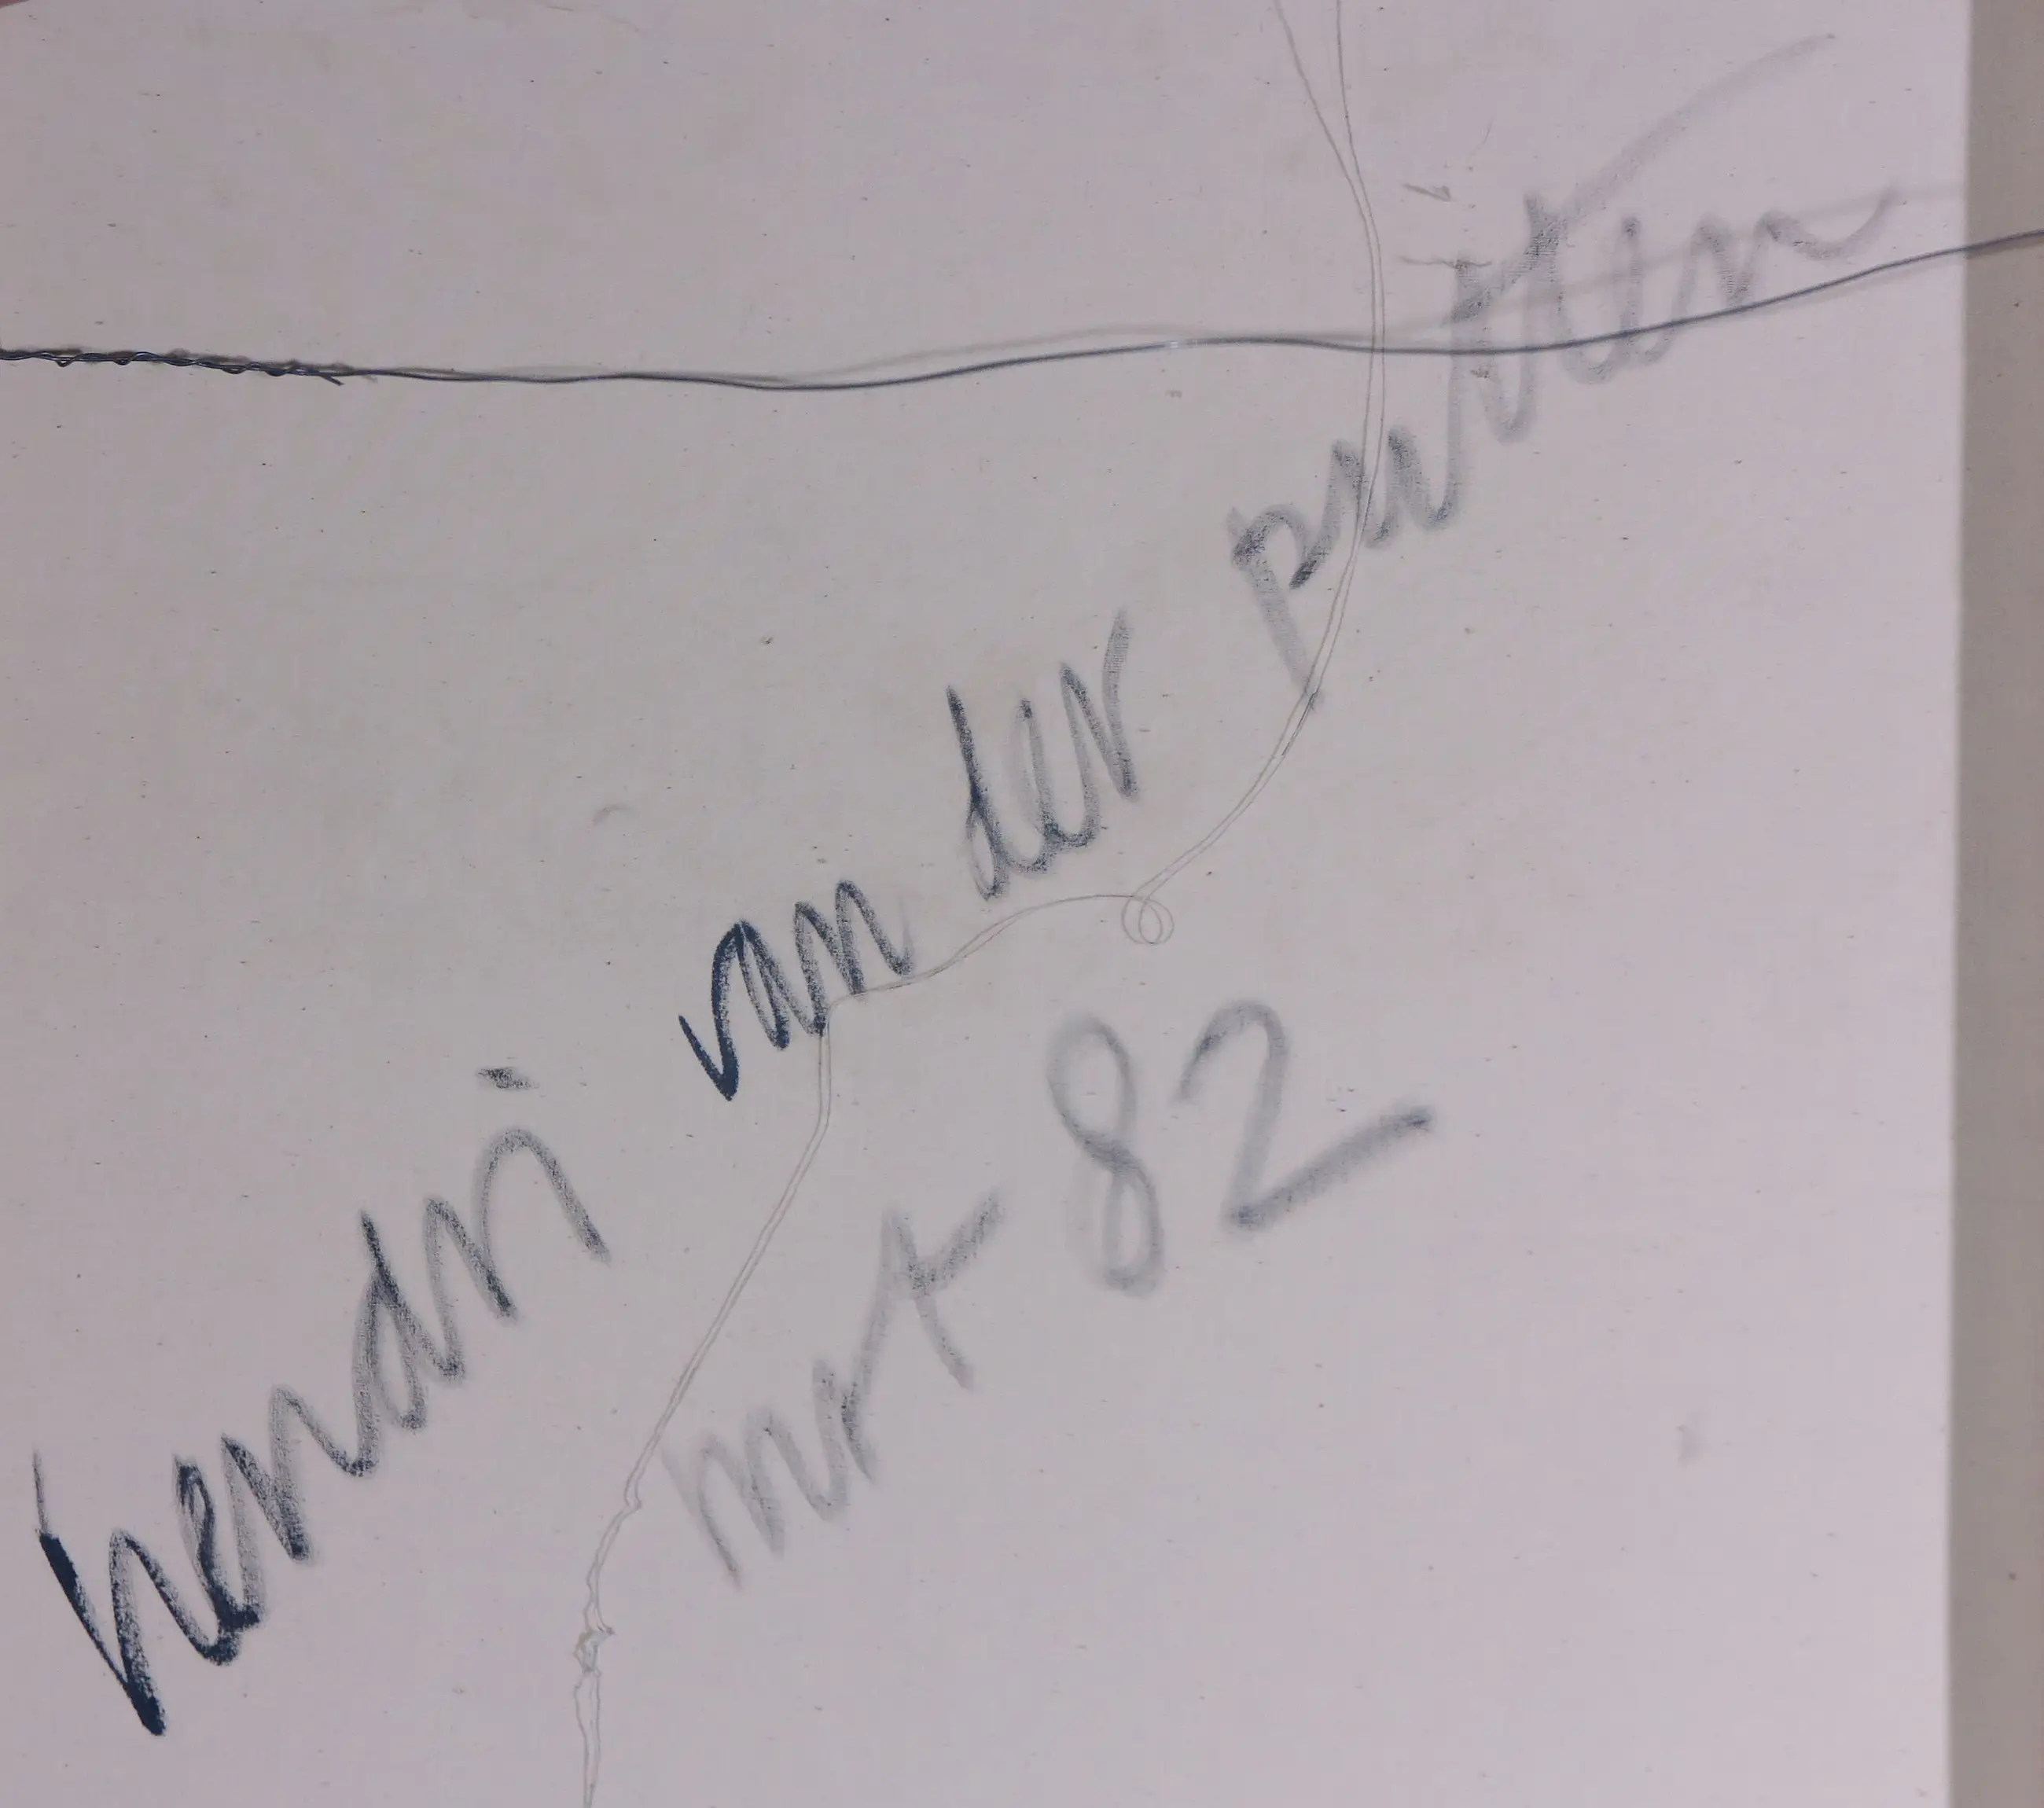 hendri van der putten
mrt 82